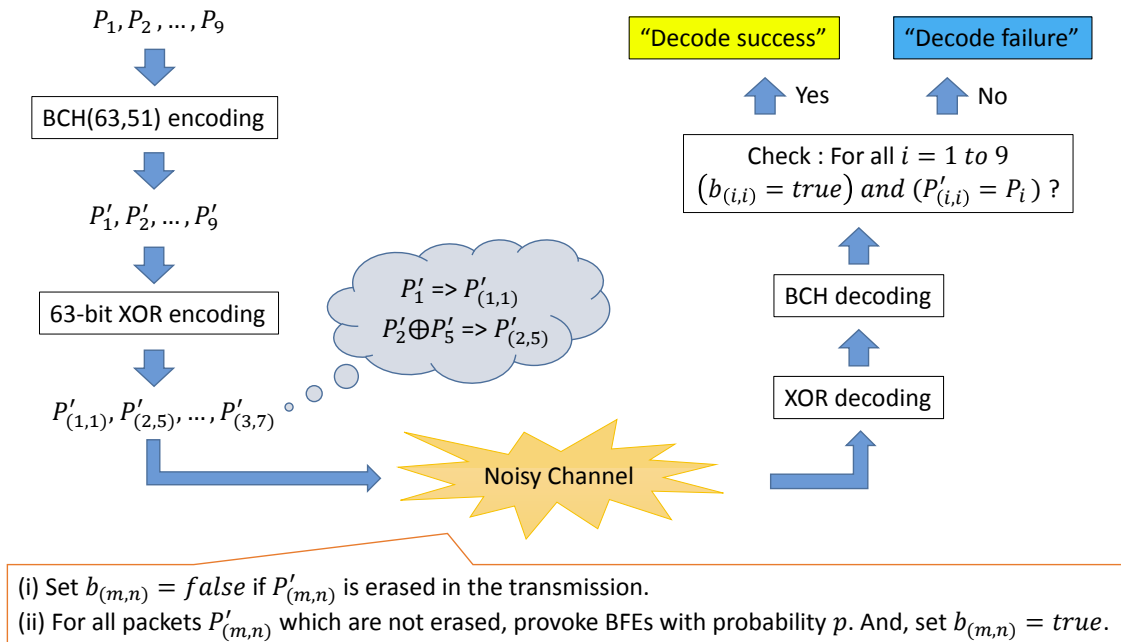 P₁, P₂, …, P₉
BCH(63,51) encoding
P′₁, P′₂, …, P′₉
63-bit XOR encoding
P′₁ => P′₍₁,₁₎
P′₂⊕P′₅ => P′₍₂,₅₎
P′₍₁,₁₎, P′₍₂,₅₎, …, P′₍₃,₇₎
Noisy Channel
“Decode success”
“Decode failure”
Yes
No
Check : For all i = 1 to 9
(b₍ᵢ,ᵢ₎ = true) and (P′₍ᵢ,ᵢ₎ = Pᵢ) ?
BCH decoding
XOR decoding
(i) Set b₍ₘ,ₙ₎ = false if P′₍ₘ,ₙ₎ is erased in the transmission.
(ii) For all packets P′₍ₘ,ₙ₎ which are not erased, provoke BFEs with probability p. And, set b₍ₘ,ₙ₎ = true.